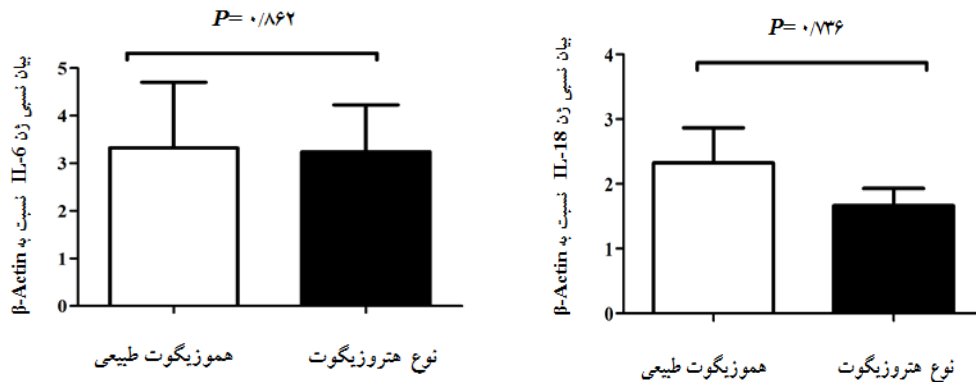 P= ۰/۸۶۲
بیان نسبی ژن IL-6 نسبت به β-Actin
5
4
3
2
1
0
هموزیگوت طبیعی
نوع هتروزیگوت
P= ۰/۷۳۶
بیان نسبی ژن IL-18 نسبت به β-Actin
4
3
2
1
0
هموزیگوت طبیعی
نوع هتروزیگوت